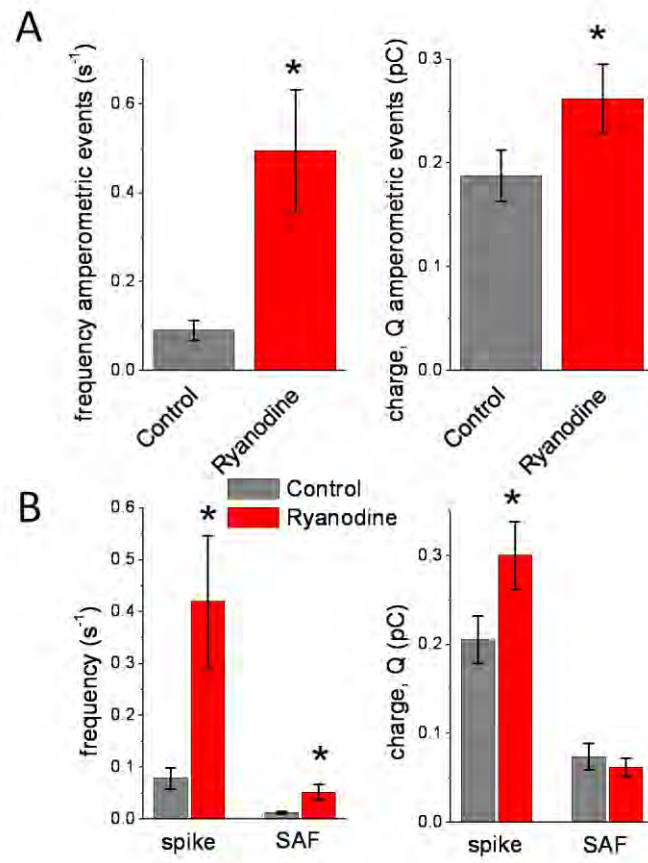 A
frequency amperometric events (s⁻¹)
0.6
0.4
0.2
0.0
*
Control
Ryanodine
charge, Q amperometric events (pC)
0.3
0.2
0.1
0.0
*
Control
Ryanodine
B
Control
Ryanodine
frequency (s⁻¹)
0.6
0.5
0.4
0.3
0.2
0.1
0.0
*
*
spike
SAF
charge, Q (pC)
0.3
0.2
0.1
0.0
*
spike
SAF